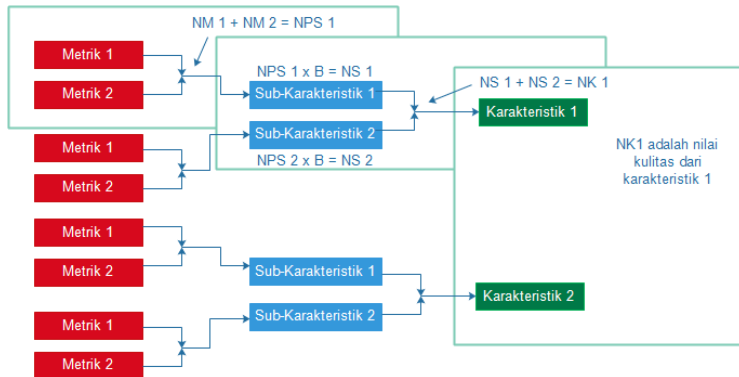 NM 1 + NM 2 = NPS 1
Metrik 1
Metrik 2
NPS 1 x B = NS 1
Sub-Karakteristik 1
NS 1 + NS 2 = NK 1
Karakteristik 1
Metrik 1
Sub-Karakteristik 2
NPS 2 x B = NS 2
Metrik 2
NK1 adalah nilai
kulitas dari
karakteristik 1
Metrik 1
Metrik 2
Sub-Karakteristik 1
Karakteristik 2
Metrik 1
Sub-Karakteristik 2
Metrik 2